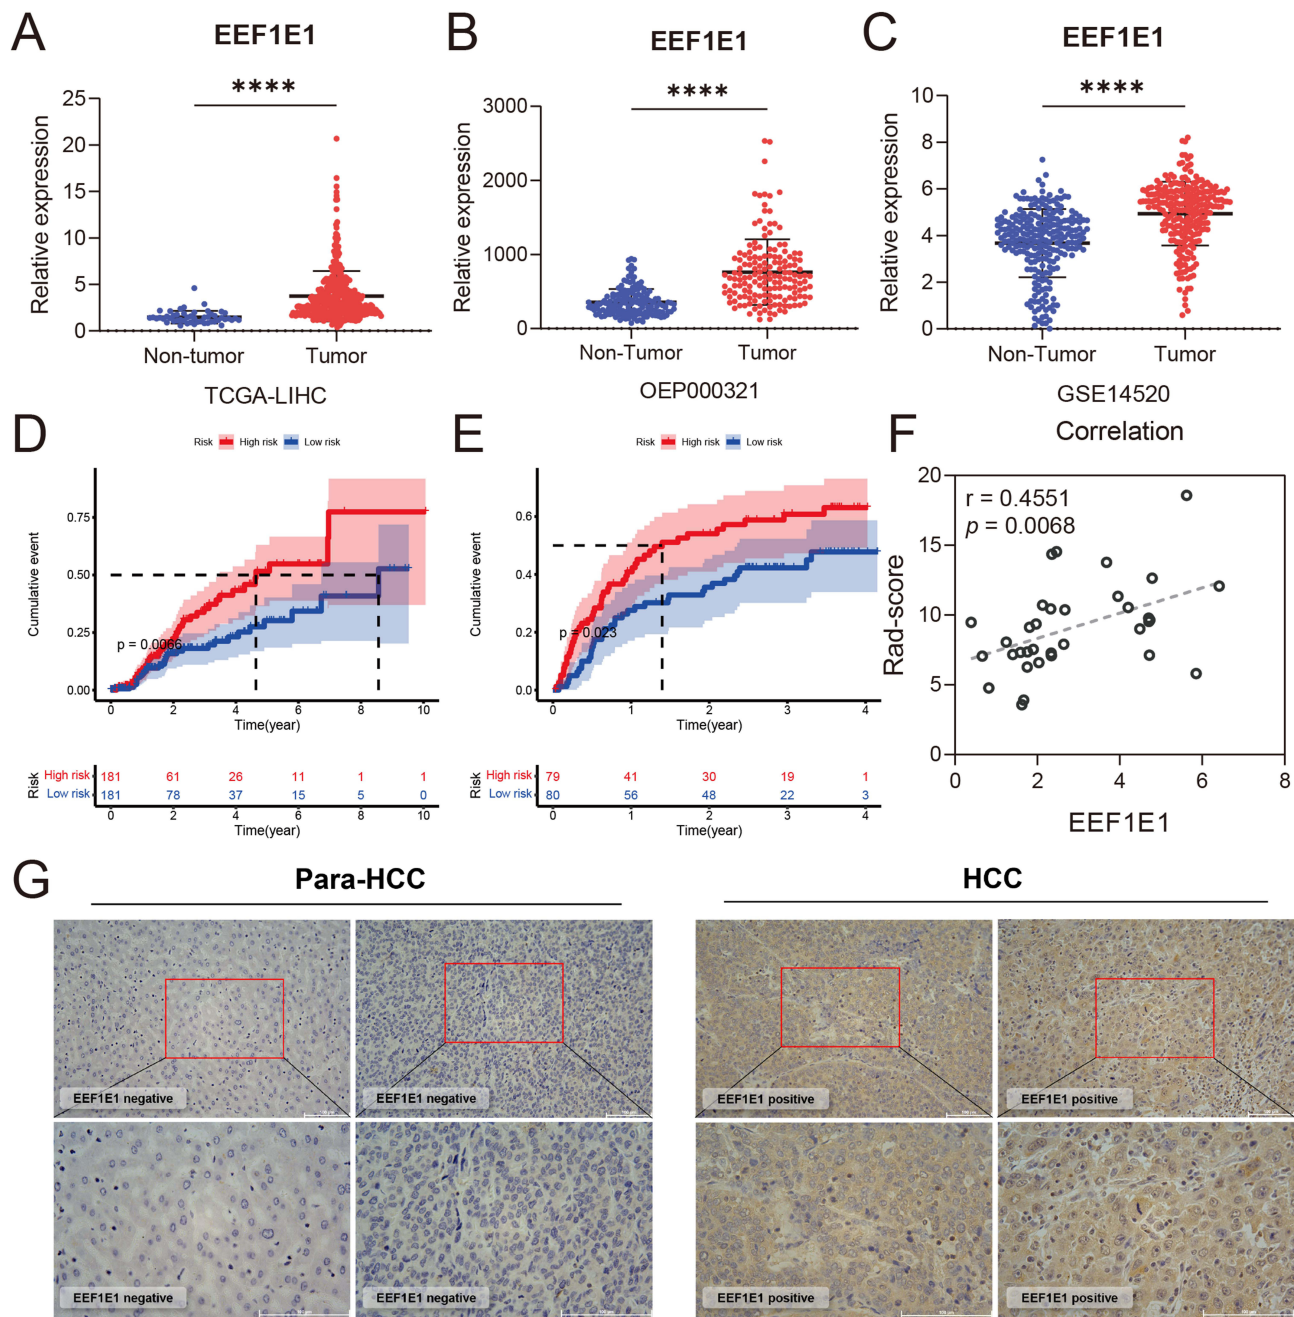 A
EEF1E1
****
Relative expression
25
20
15
10
5
0
Non-tumor
Tumor
TCGA-LIHC
B
EEF1E1
****
Relative expression
3000
2000
1000
0
Non-Tumor
Tumor
OEP000321
C
EEF1E1
****
Relative expression
10
8
6
4
2
0
Non-Tumor
Tumor
GSE14520
D
Risk High risk Low risk
Cumulative event
0.75
0.50
0.25
0.00
p = 0.0066
0 2 4 6 8 10
Time(year)
Risk
High risk 181 61 26 11 1 1
Low risk 181 78 37 15 5 0
0 2 4 6 8 10
Time(year)
E
Risk High risk Low risk
Cumulative event
0.6
0.4
0.2
0.0
p = 0.023
0 1 2 3 4
Time(year)
Risk
High risk 79 41 30 19 1
Low risk 80 56 48 22 3
0 1 2 3 4
Time(year)
F
Correlation
r = 0.4551
p = 0.0068
Rad-score
20
15
10
5
0
0 2 4 6 8
EEF1E1
G
Para-HCC
HCC
EEF1E1 negative
EEF1E1 negative
EEF1E1 positive
EEF1E1 positive
EEF1E1 negative
EEF1E1 negative
EEF1E1 positive
EEF1E1 positive